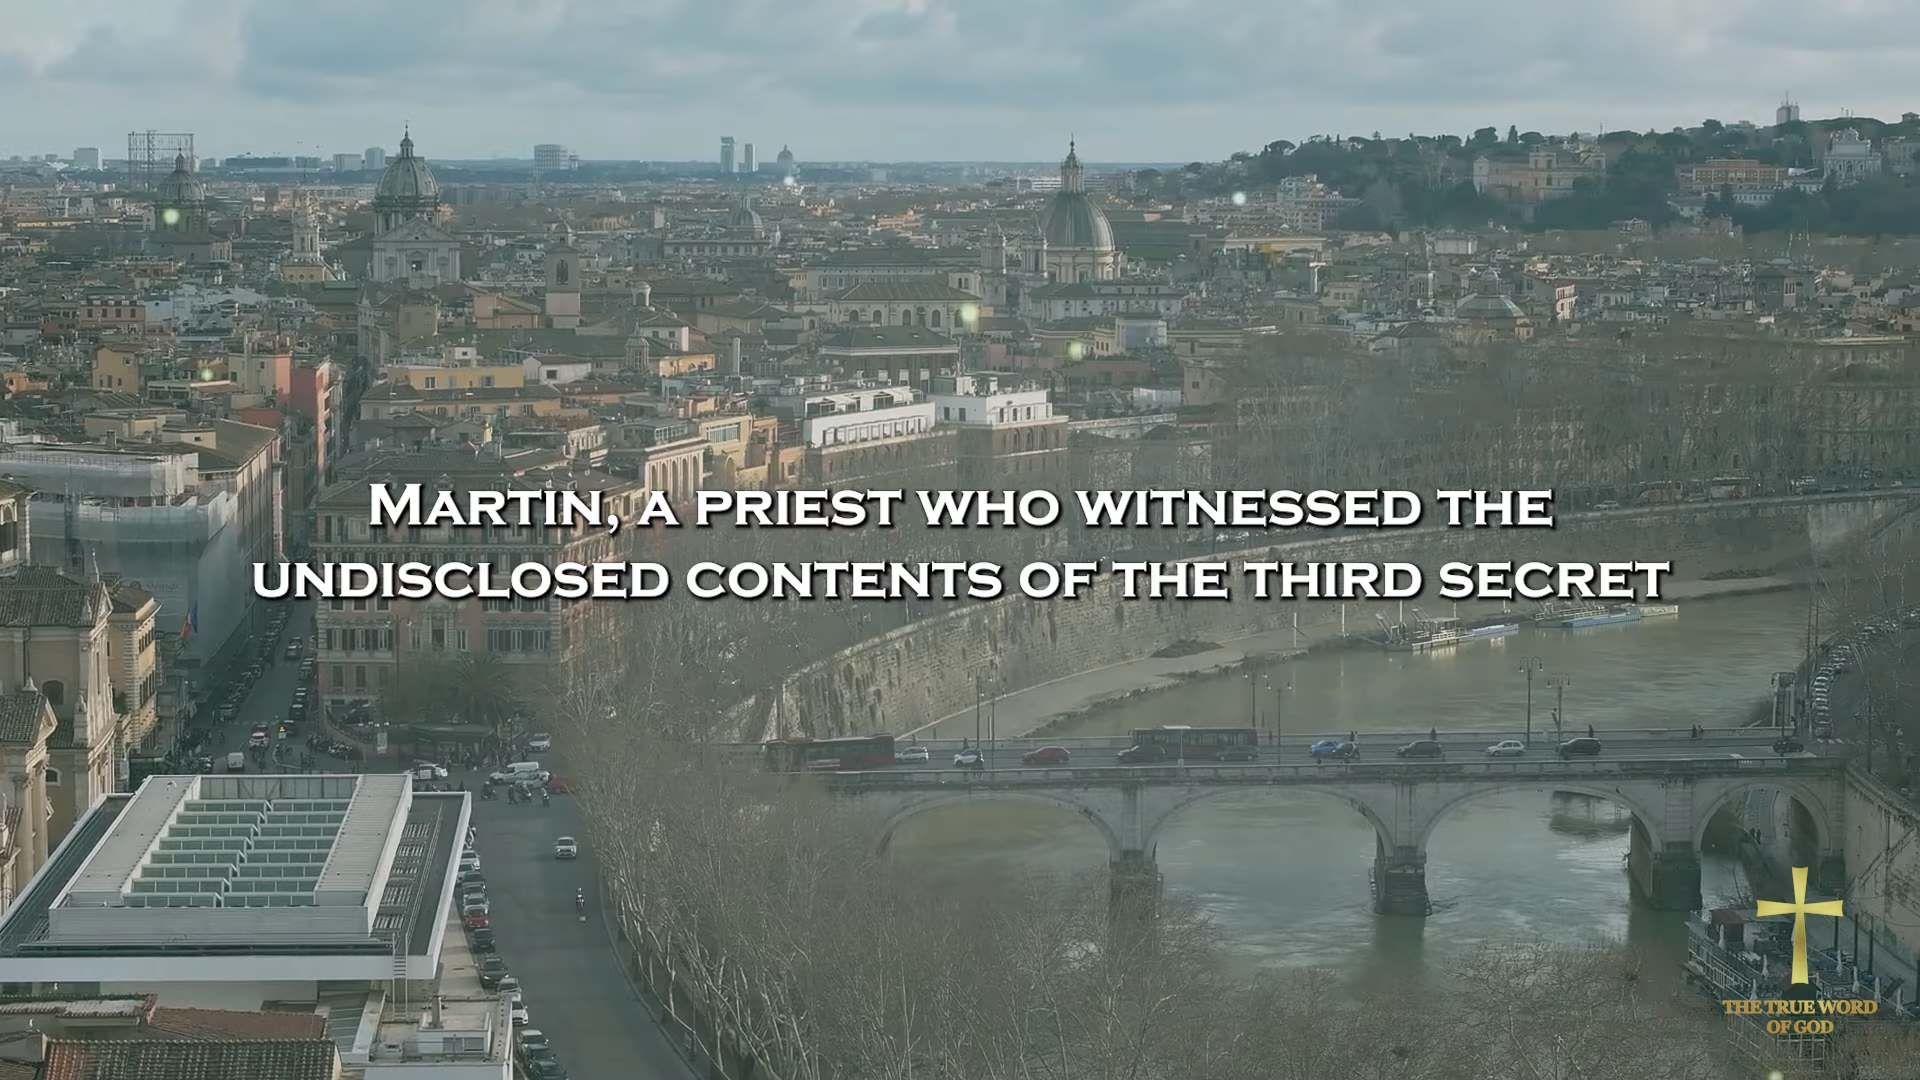 MARTIN, A PRIEST WHO WITNESSED THE
UNDISCLOSED CONTENTS OF THE THIRD SECRET
THE TRUE WORD
OF GOD